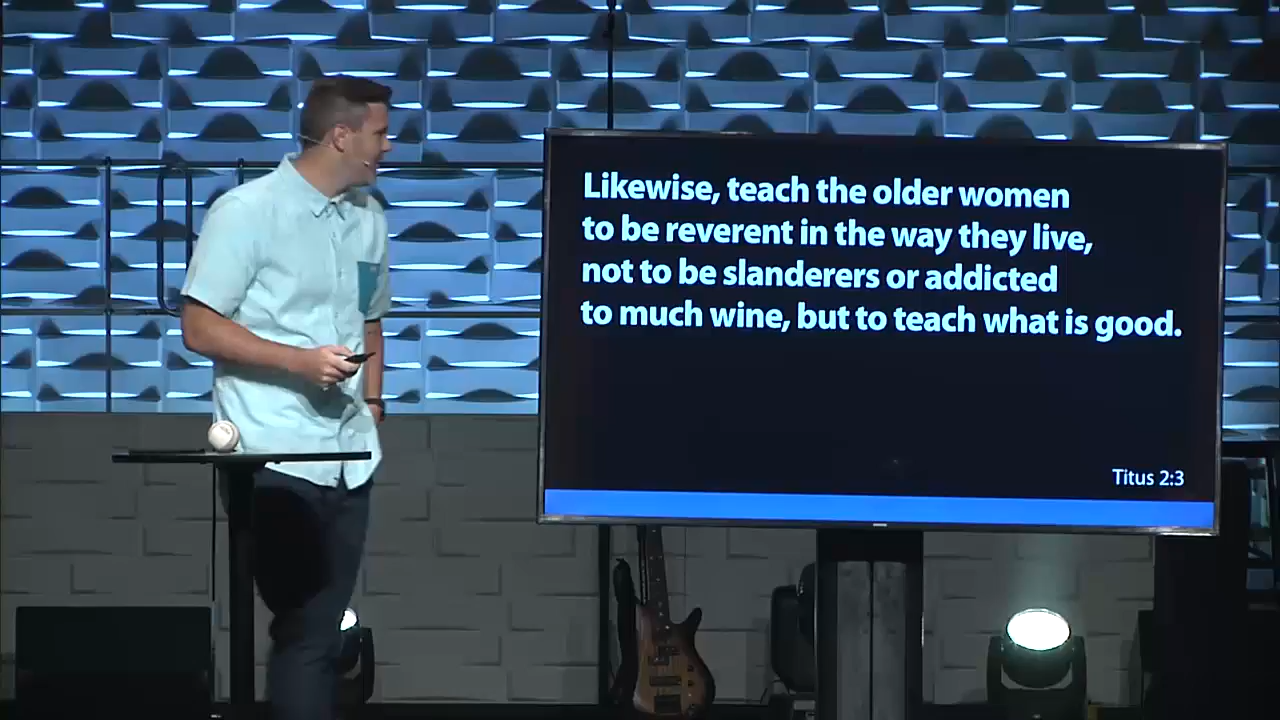 Likewise, teach the older women
to be reverent in the way they live,
not to be slanderers or addicted
to much wine, but to teach what is good.
Titus 2:3